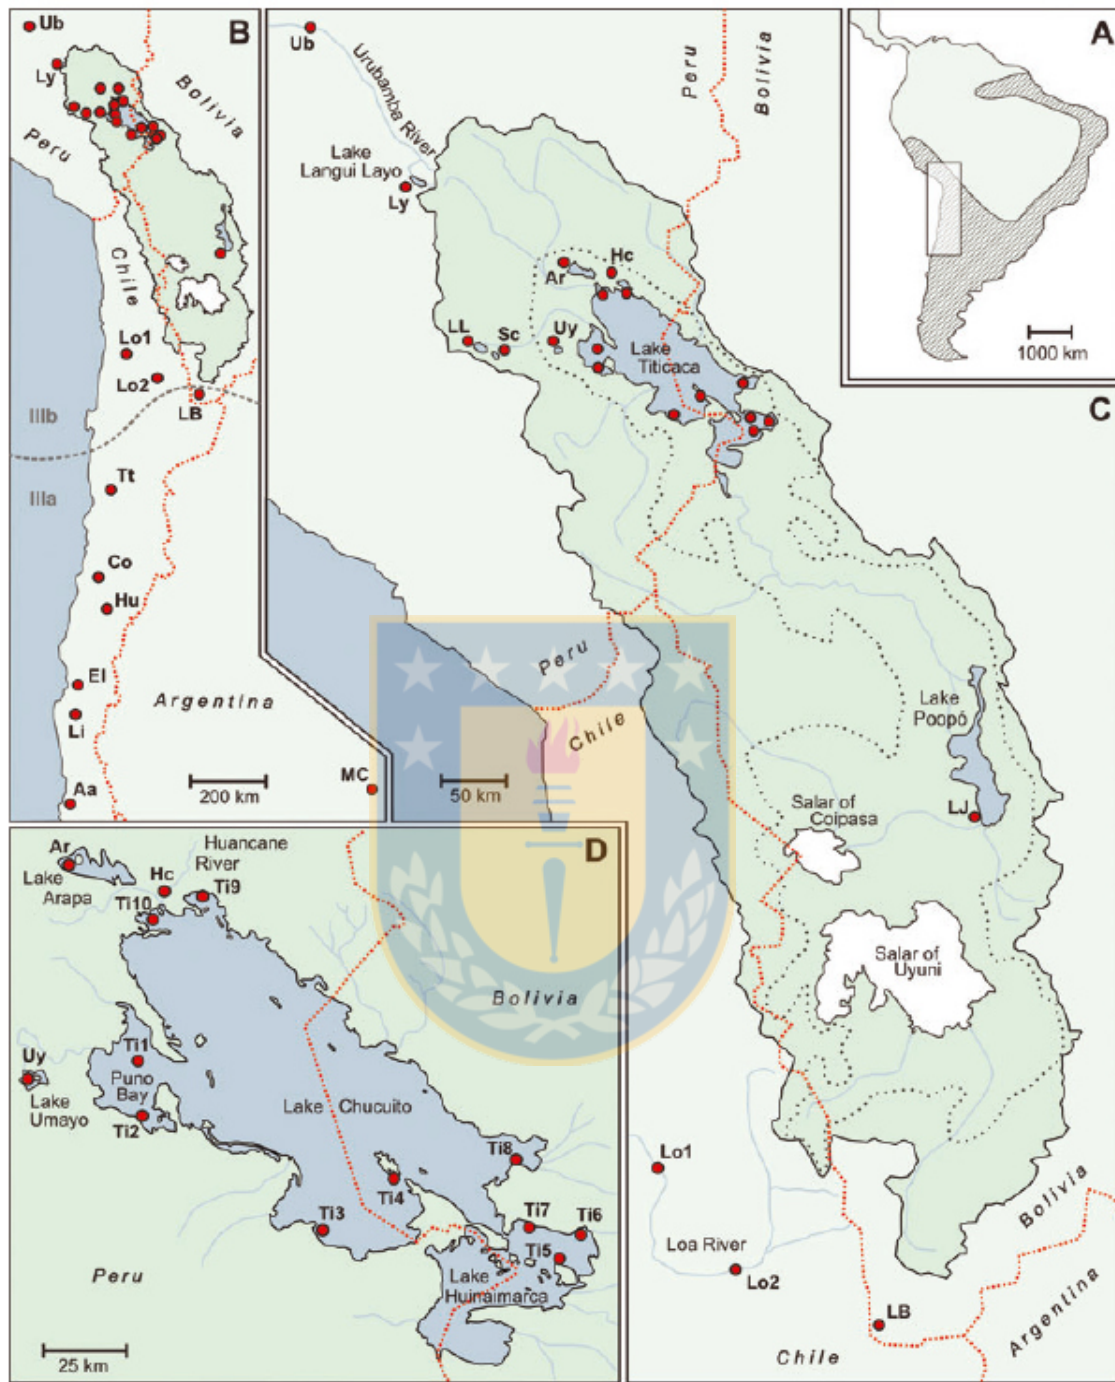 B
Ub
Ly
Bolivia
Peru
Chile
Lo1
Lo2
LB
IIIb
IIIa
Tt
Co
Hu
El
Li
Aa
Argentina
200 km
MC
A
1000 km
C
Ub
Urubamba River
Peru
Bolivia
Lake
Langui Layo
Ly
Ar
Hc
LL
Sc
Uy
Lake
Titicaca
Peru
Chile
50 km
Lake
Poopó
LJ
Salar of
Coipasa
Salar of
Uyuni
Lo1
Loa River
Lo2
LB
Bolivia
Argentina
Chile
D
Ar
Lake
Arapa
Huancane
River
Hc
Ti9
Ti10
Bolivia
Uy
Lake
Umayo
Ti1
Puno
Bay
Ti2
Lake Chucuito
Ti8
Ti4
Ti3
Ti7
Ti6
Ti5
Lake
Huinaimarca
Peru
25 km